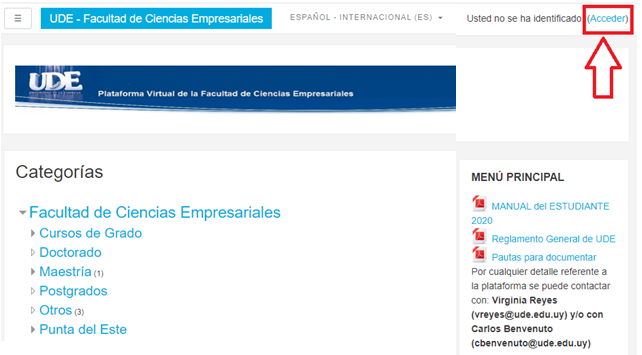 UDE - Facultad de Ciencias Empresariales
ESPAÑOL - INTERNACIONAL (ES)
Usted no se ha identificado. (Acceder)
UDE
Plataforma Virtual de la Facultad de Ciencias Empresariales
Categorías
Facultad de Ciencias Empresariales
Cursos de Grado
Doctorado
Maestría (1)
Postgrados
Otros (3)
Punta del Este
MENÚ PRINCIPAL
MANUAL del ESTUDIANTE
2020
Reglamento General de UDE
Pautas para documentar
Por cualquier detalle referente a
la plataforma se puede contactar
con: Virginia Reyes
(vreyes@ude.edu.uy) y/o con
Carlos Benvenuto
(cbenvenuto@ude.edu.uy)